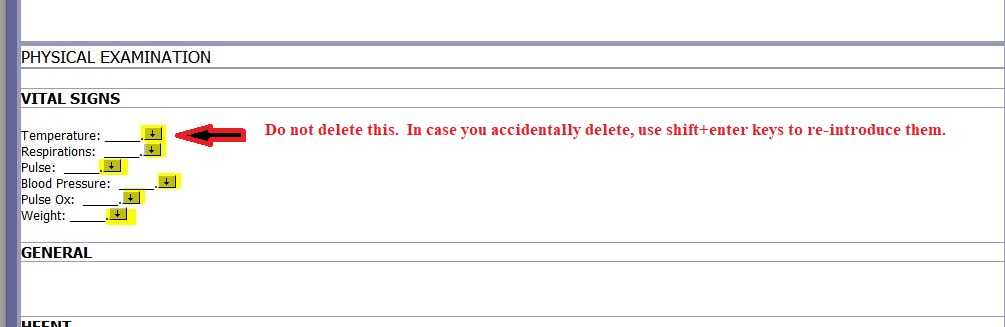 PHYSICAL EXAMINATION
VITAL SIGNS
Temperature: _____.↓ Do not delete this. In case you accidentally delete, use shift+enter keys to re-introduce them.
Respirations: _____.↓
Pulse: _____.↓
Blood Pressure: _____.↓
Pulse Ox: _____.↓
Weight: _____.↓
GENERAL
HEENT